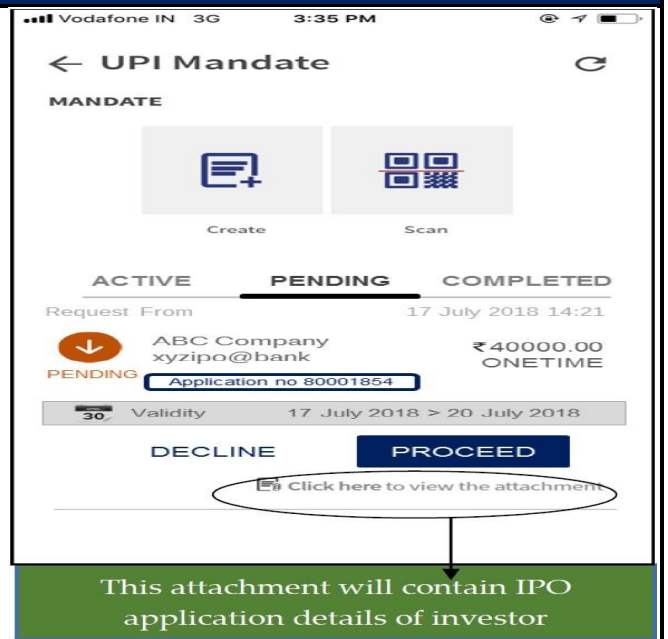 Vodafone IN 3G 3:35 PM
← UPI Mandate
MANDATE
Create Scan
ACTIVE PENDING COMPLETED
Request From 17 July 2018 14:21
ABC Company ₹40000.00
xyzipo@bank ONETIME
PENDING
Application no 80001854
30 Validity 17 July 2018 > 20 July 2018
DECLINE PROCEED
Click here to view the attachment
This attachment will contain IPO
application details of investor